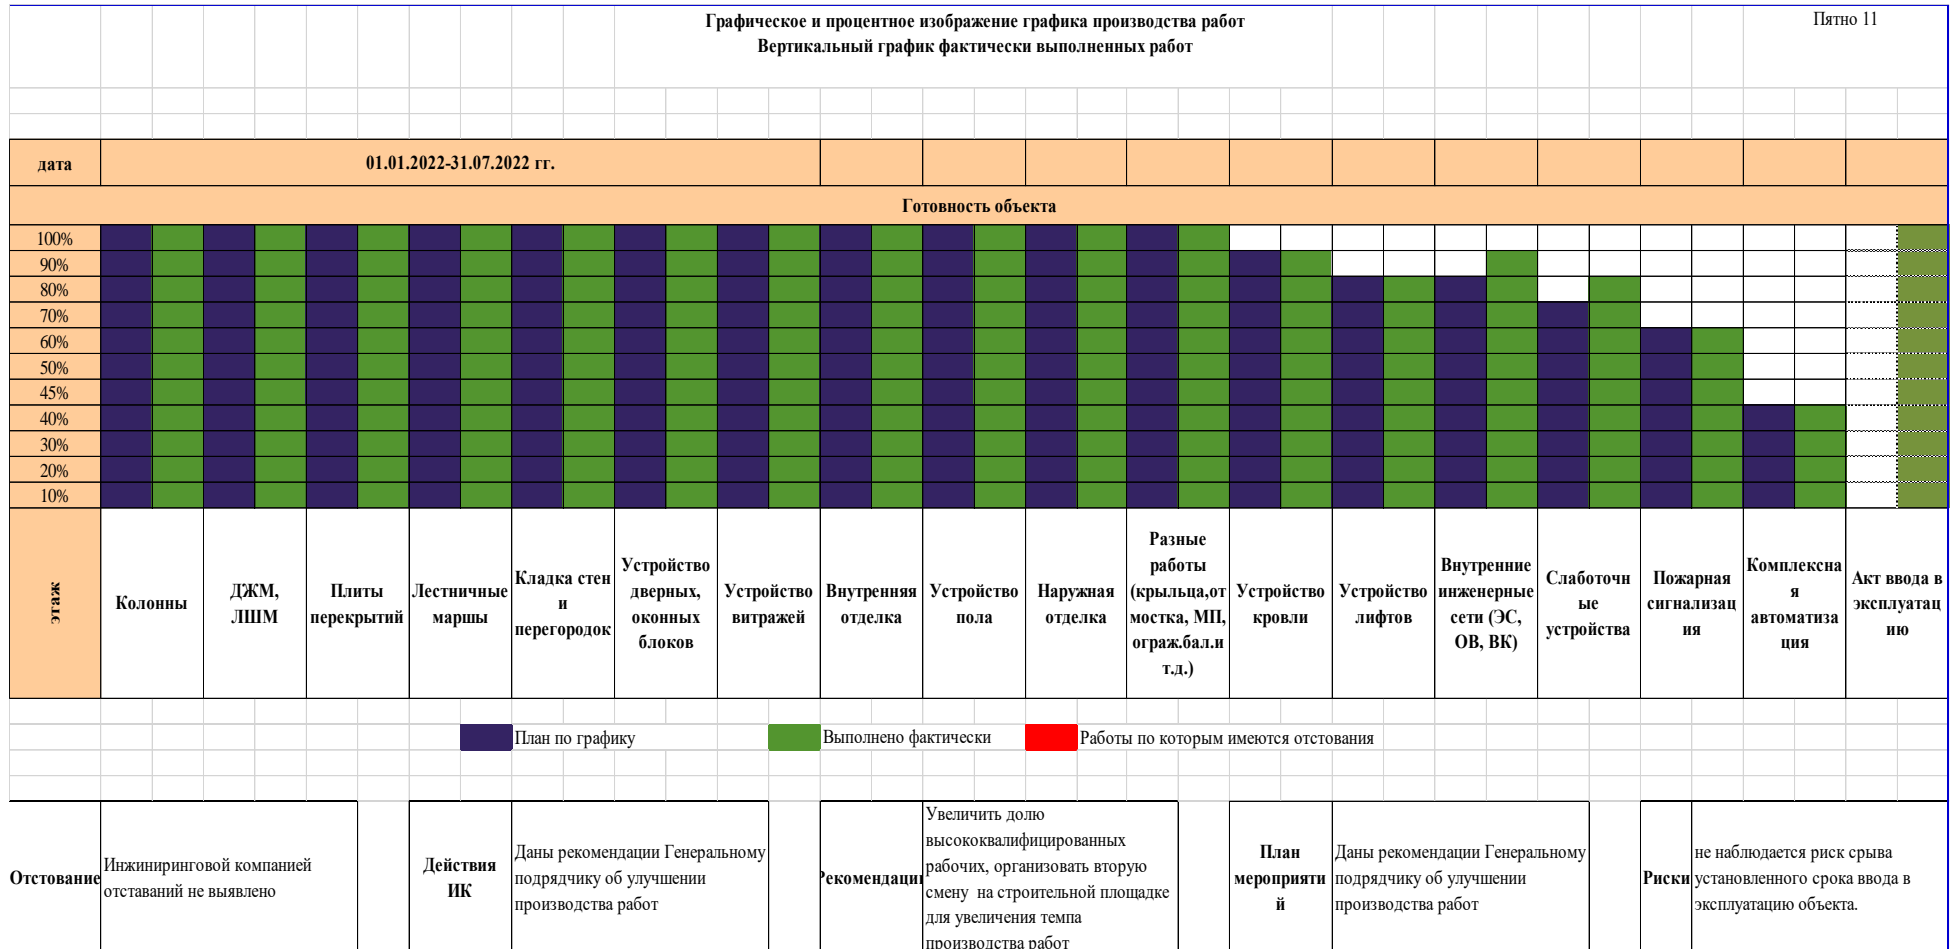 Графическое и процентное изображение графика производства работ
Пятно 11
Вертикальный график фактически выполненных работ
дата
01.01.2022-31.07.2022 гг.
Готовность объекта
100%
90%
80%
70%
60%
50%
45%
40%
30%
20%
10%
этаж
Колонны
ДЖМ,
ЛШМ
Плиты
перекрытий
Лестничные
марши
Кладка стен
и
перегородок
Устройство
дверных,
оконных
блоков
Устройство
витражей
Внутренняя
отделка
Устройство
пола
Наружная
отделка
Разные
работы
(крыльца,от
мостка, МП,
ограж.бал.и
т.д.)
Устройство
кровли
Устройство
лифтов
Внутренние
инженерные
сети (ЭС,
ОВ, ВК)
Слаботочн
ые
устройства
Пожарная
сигнализац
ия
Комплексна
я
автоматиза
ция
Акт ввода в
эксплуатац
ию
План по графику
Выполнено фактически
Работы по которым имеются отстования
Отстование
Инжиниринговой компанией
отставаний не выявлено
Действия
ИК
Даны рекомендации Генеральному
подрядчику об улучшении
производства работ
Рекомендации
Увеличить долю
высококвалифицированных
рабочих, организовать вторую
смену на строительной площадке
для увеличения темпа
производства работ
План
мероприяти
й
Даны рекомендации Генеральному
подрядчику об улучшении
производства работ
Риски
не наблюдается риск срыва
установленного срока ввода в
эксплуатацию объекта.